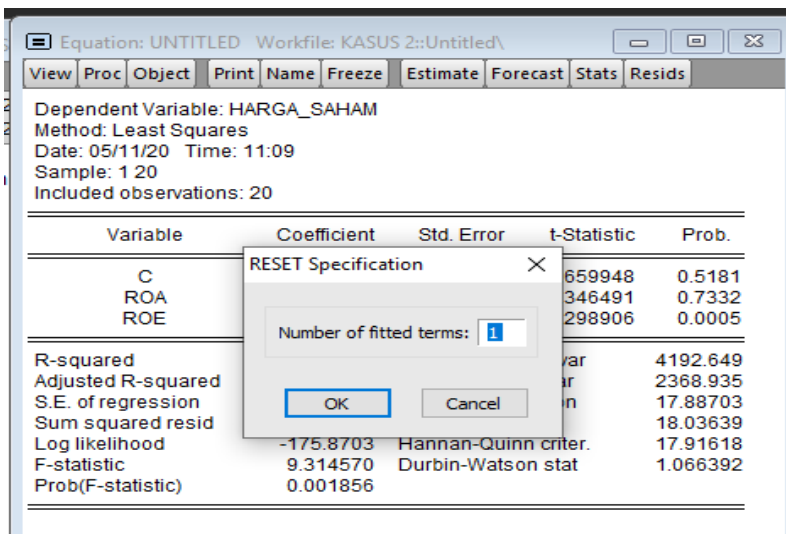 Equation: UNTITLED Workfile: KASUS 2::Untitled\
View Proc Object Print Name Freeze Estimate Forecast Stats Resids
Dependent Variable: HARGA_SAHAM
Method: Least Squares
Date: 05/11/20 Time: 11:09
Sample: 1 20
Included observations: 20
Variable Coefficient Std. Error t-Statistic Prob.
RESET Specification
C 659948 0.5181
ROA 346491 0.7332
ROE 298906 0.0005
Number of fitted terms: 1
R-squared var 4192.649
Adjusted R-squared ar 2368.935
OK Cancel
S.E. of regression on 17.88703
Sum squared resid 18.03639
Log likelihood -175.8703 Hannan-Quinn criter. 17.91618
F-statistic 9.314570 Durbin-Watson stat 1.066392
Prob(F-statistic) 0.001856